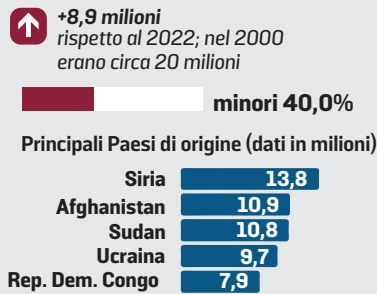 +8,9 milioni
rispetto al 2022; nel 2000
erano circa 20 milioni
minori 40,0%
Principali Paesi di origine (dati in milioni)
Siria 13,8
Afghanistan 10,9
Sudan 10,8
Ucraina 9,7
Rep. Dem. Congo 7,9